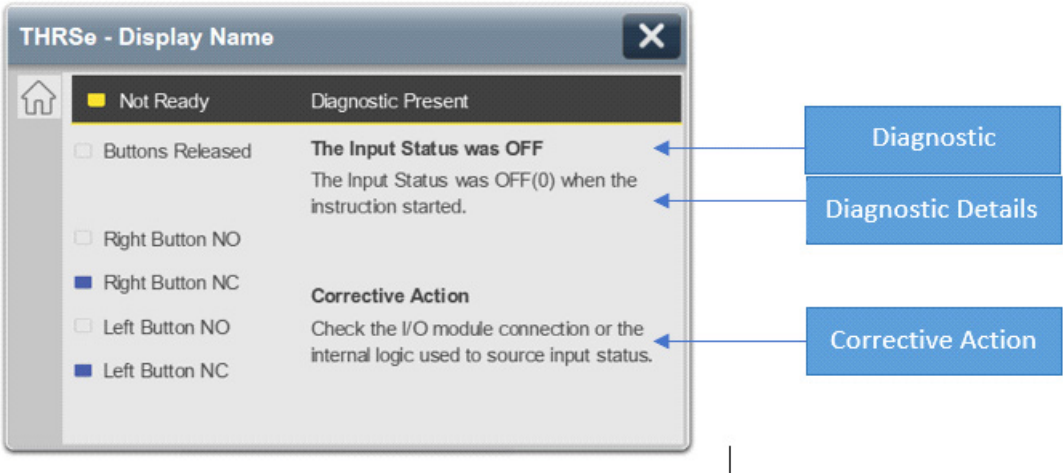 THRSe - Display Name
Not Ready Diagnostic Present
Buttons Released
The Input Status was OFF
The Input Status was OFF(0) when the
instruction started.
Right Button NO
Right Button NC
Left Button NO
Left Button NC
Corrective Action
Check the I/O module connection or the
internal logic used to source input status.
Diagnostic
Diagnostic Details
Corrective Action